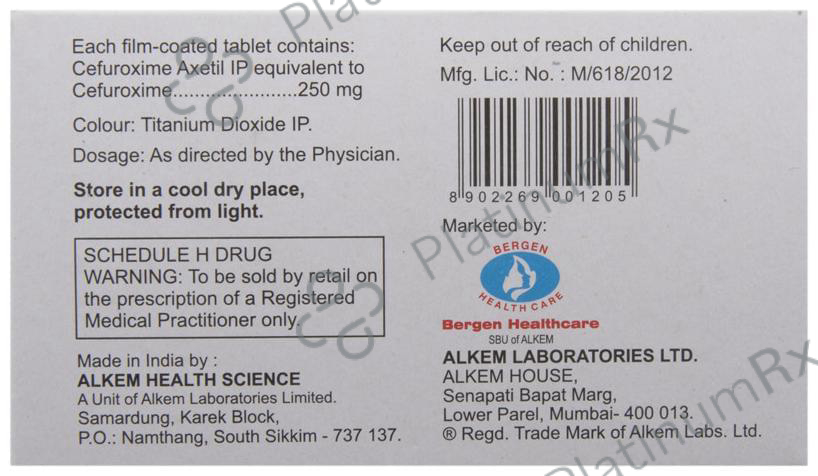 Each film-coated tablet contains:
Cefuroxime Axetil IP equivalent to
Cefuroxime.......................250 mg
Colour: Titanium Dioxide IP.
Dosage: As directed by the Physician.
Store in a cool dry place,
protected from light.
SCHEDULE H DRUG
WARNING: To be sold by retail on
the prescription of a Registered
Medical Practitioner only.
Made in India by :
ALKEM HEALTH SCIENCE
A Unit of Alkem Laboratories Limited.
Samardung, Karek Block,
P.O.: Namthang, South Sikkim - 737 137.
Keep out of reach of children.
Mfg. Lic.: No. : M/618/2012
8 902269 001205
Marketed by:
BERGEN
HEALTH CARE
Bergen Healthcare
SBU of ALKEM
ALKEM LABORATORIES LTD.
ALKEM HOUSE,
Senapati Bapat Marg,
Lower Parel, Mumbai- 400 013.
® Regd. Trade Mark of Alkem Labs. Ltd.
PlatinumRx
PlatinumRx